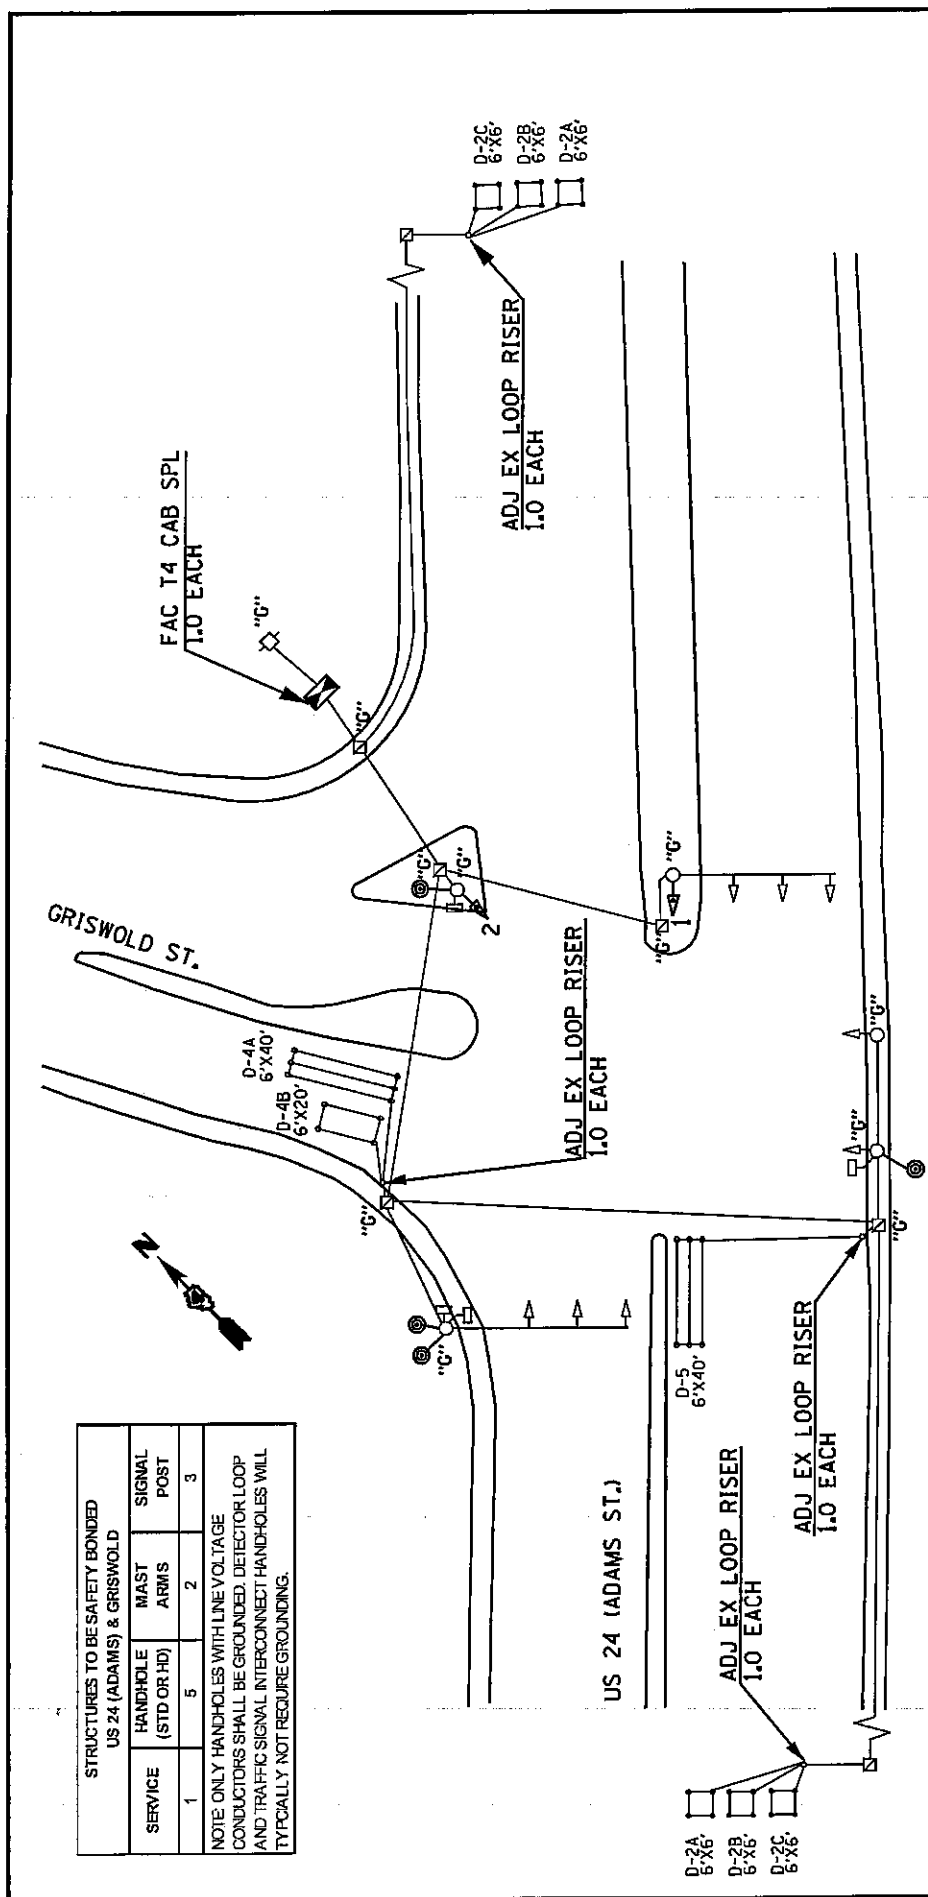 STRUCTURES TO BE SAFETY BONDED
US 24 (ADAMS) & GRISWOLD
SERVICE
HANDHOLE
(STD OR HD)
MAST
ARMS
SIGNAL
POST
1
5
2
3
NOTE: ONLY HANDHOLES WITH LINE VOLTAGE
CONDUCTORS SHALL BE GROUNDED. DETECTOR LOOP
AND TRAFFIC SIGNAL INTERCONNECT HANDHOLES WILL
TYPCIALLY NOT REQUIRE GROUNDING.
N
GRISWOLD ST.
FAC T4 CAB SPL
1.0 EACH
"G"
"G"
"G"
"G"
2
D-2C
6'X6'
D-2B
6'X6'
D-2A
6'X6'
ADJ EX LOOP RISER
1.0 EACH
D-4A
6'X40'
D-4B
6'X20'
"G"
ADJ EX LOOP RISER
1.0 EACH
"G"
"G"
1
"G"
US 24 (ADAMS ST.)
D-5
6'X40'
"G"
"G"
"G"
ADJ EX LOOP RISER
1.0 EACH
ADJ EX LOOP RISER
1.0 EACH
D-2A
6'X6'
D-2B
6'X6'
D-2C
6'X6'